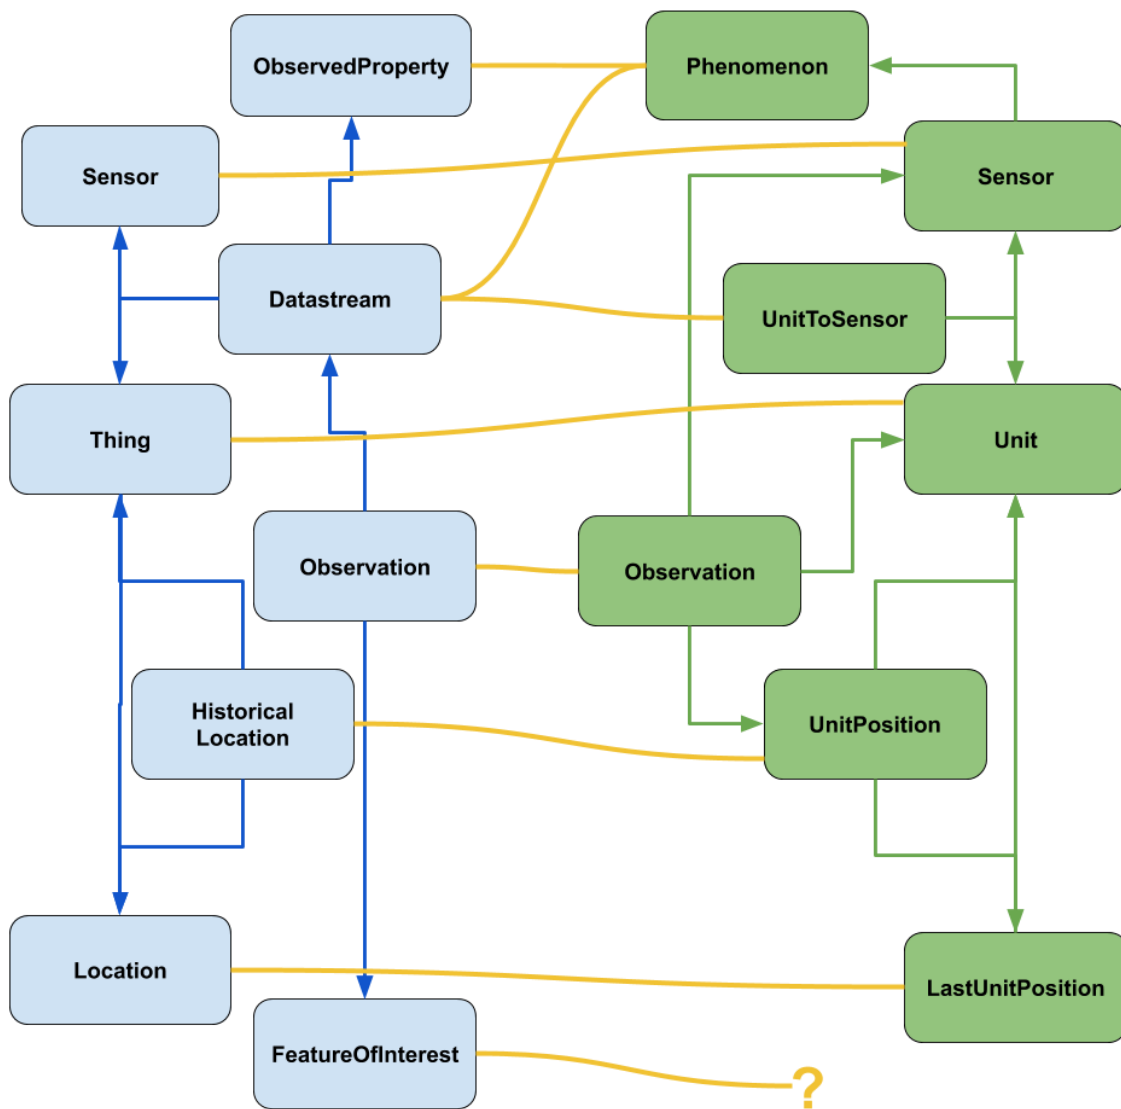 ObservedProperty
Phenomenon
Sensor
Sensor
Datastream
UnitToSensor
Thing
Unit
Observation
Observation
Historical
Location
UnitPosition
Location
LastUnitPosition
FeatureOfInterest
?